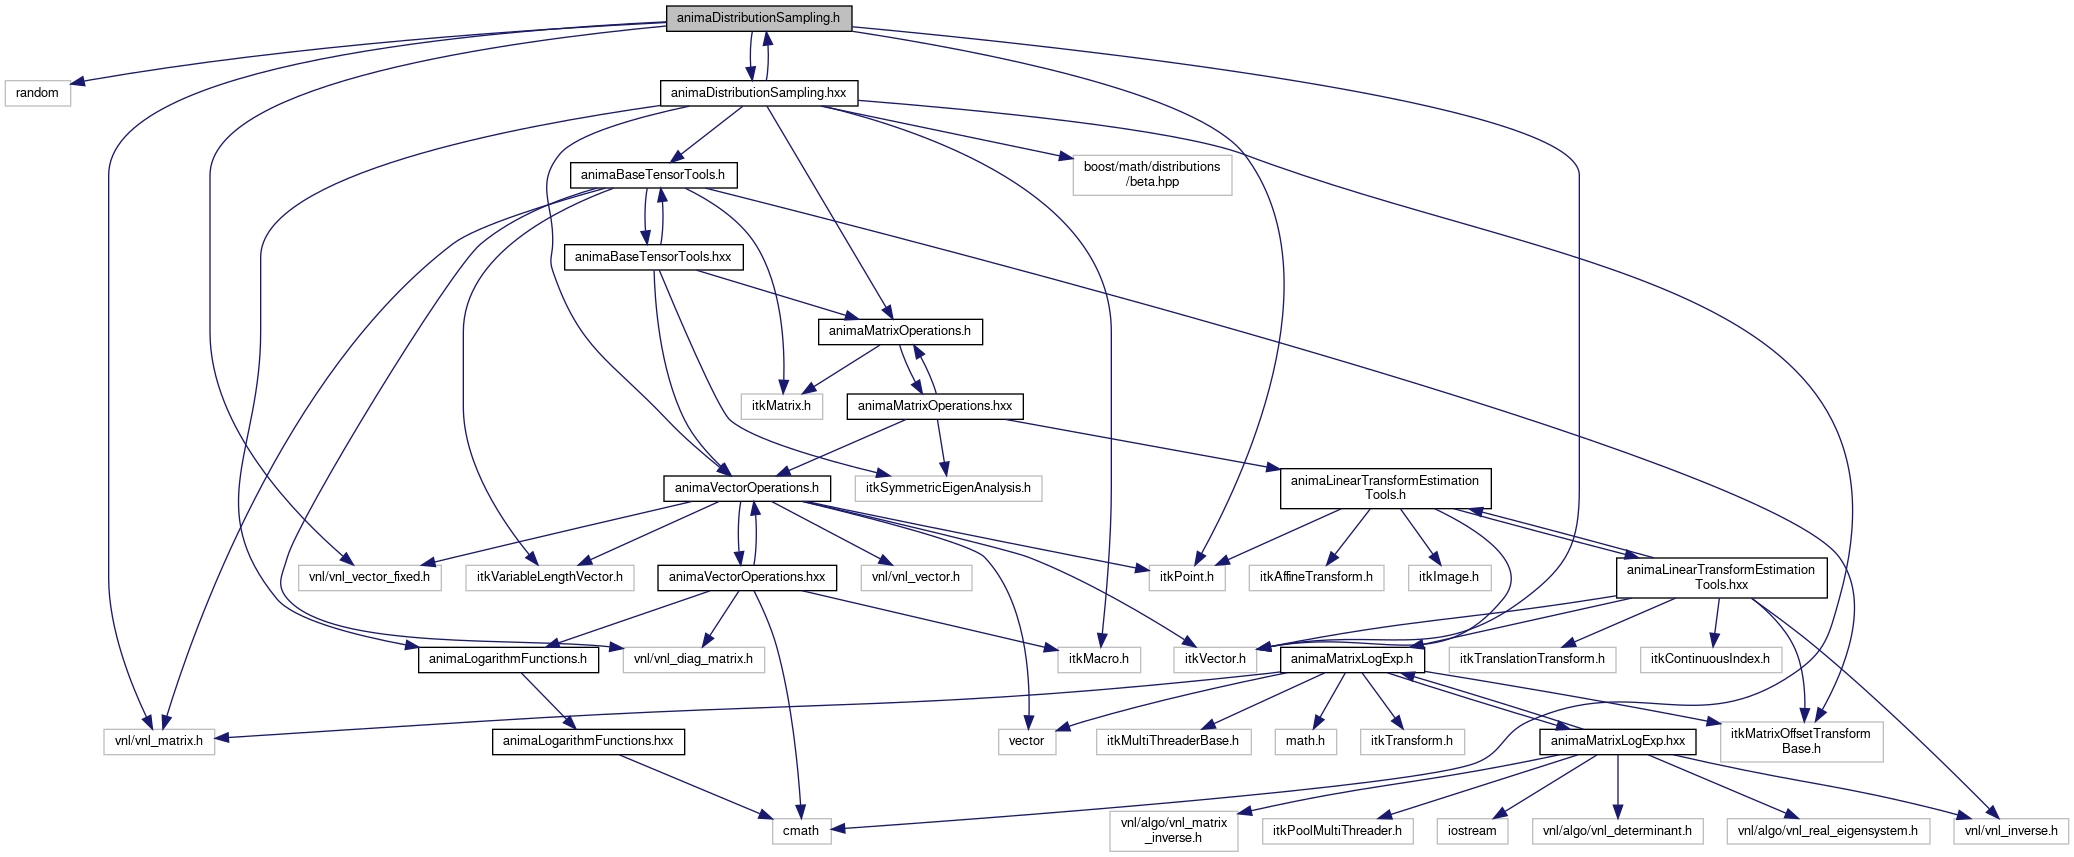 animaDistributionSampling.h
random
animaDistributionSampling.hxx
animaBaseTensorTools.h
boost/math/distributions
/beta.hpp
animaBaseTensorTools.hxx
animaMatrixOperations.h
itkMatrix.h
animaMatrixOperations.hxx
animaVectorOperations.h
itkSymmetricEigenAnalysis.h
animaLinearTransformEstimation
Tools.h
vnl/vnl_vector_fixed.h
itkVariableLengthVector.h
animaVectorOperations.hxx
vnl/vnl_vector.h
itkPoint.h
itkAffineTransform.h
itkImage.h
animaLinearTransformEstimation
Tools.hxx
animaLogarithmFunctions.h
vnl/vnl_diag_matrix.h
itkMacro.h
itkVector.h
animaMatrixLogExp.h
itkTranslationTransform.h
itkContinuousIndex.h
vnl/vnl_matrix.h
animaLogarithmFunctions.hxx
vector
itkMultiThreaderBase.h
math.h
itkTransform.h
animaMatrixLogExp.hxx
itkMatrixOffsetTransform
Base.h
cmath
vnl/algo/vnl_matrix
_inverse.h
itkPoolMultiThreader.h
iostream
vnl/algo/vnl_determinant.h
vnl/algo/vnl_real_eigensystem.h
vnl/vnl_inverse.h